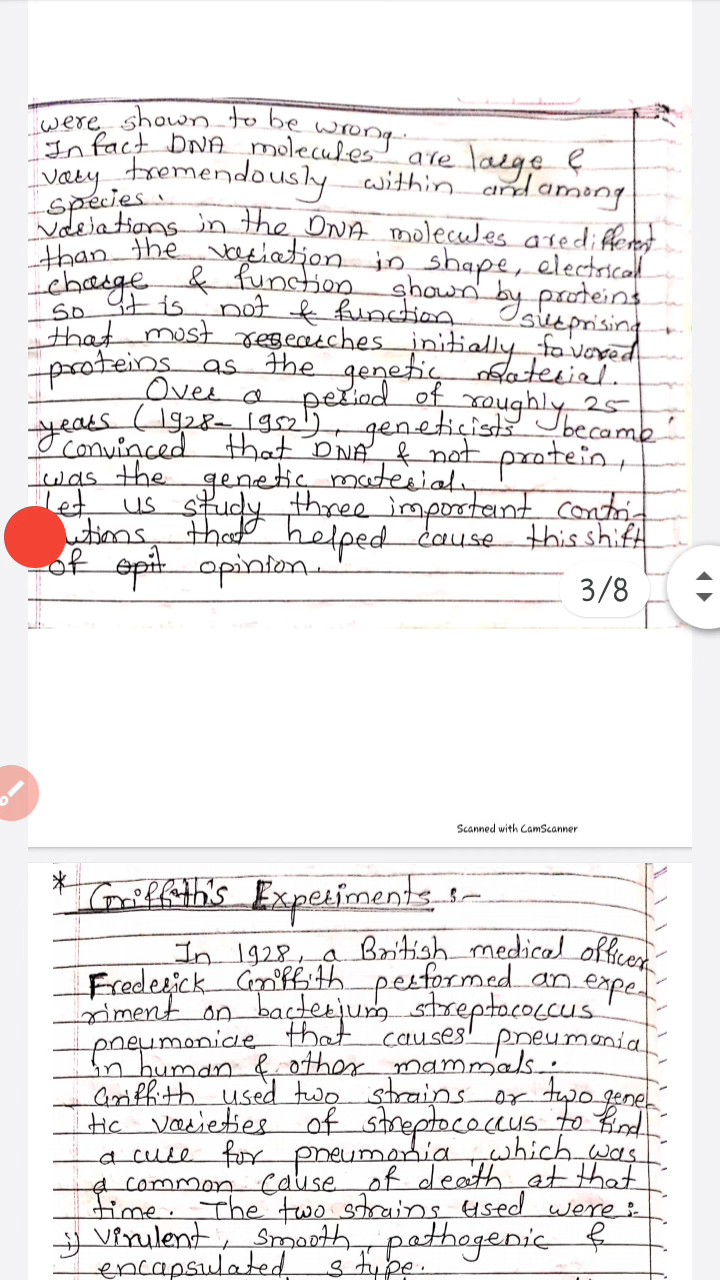 were shown to be wrong.
In fact DNA molecules are large &
vary tremendously within and among
species.
Variations in the DNA molecules are different
than the variation in shape, electrical
charge & function shown by proteins
so it is not & function surprising
that most reseatches initially favored
proteins as the genetic material.
Over a period of roughly 25
years (1928-1952), geneticists became
convinced that DNA & not protein,
was the genetic material.
Let us study three important contri-
utions that helped cause this shift
of opit opinion.
3/8
Scanned with CamScanner
* Griffith's Experiments :-
In 1928, a British medical officer
Frederick Griffith performed an expe-
riment on bacterium streptococcus
pneumoniae that causes pneumonia
in human & other mammals.
Griffith used two strains or two gene-
tic varieties of streptococcus to find
a cure for pneumonia, which was
a common cause of death at that
time. The two strains used were :-
i) Virulent, smooth, pathogenic &
encapsulated s type.